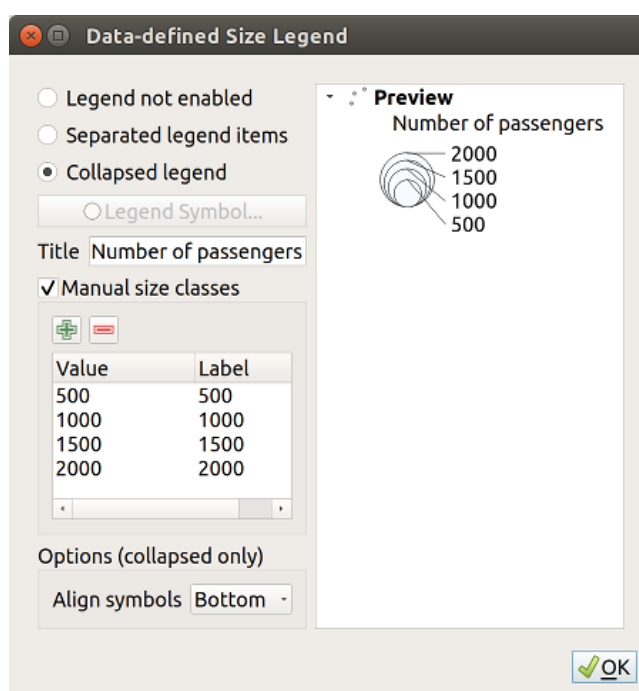 Data-defined Size Leg
Legend not enabled
Separated legend items
Collapsed legend
Legend Symbol...
Title Number of passengers
Manual size classes
Value Label
500 500
1000 1000
1500 1500
2000 2000
Options (collapsed only)
Align symbols Bottom
Preview
Number of passengers
2000
1500
1000
500
OK